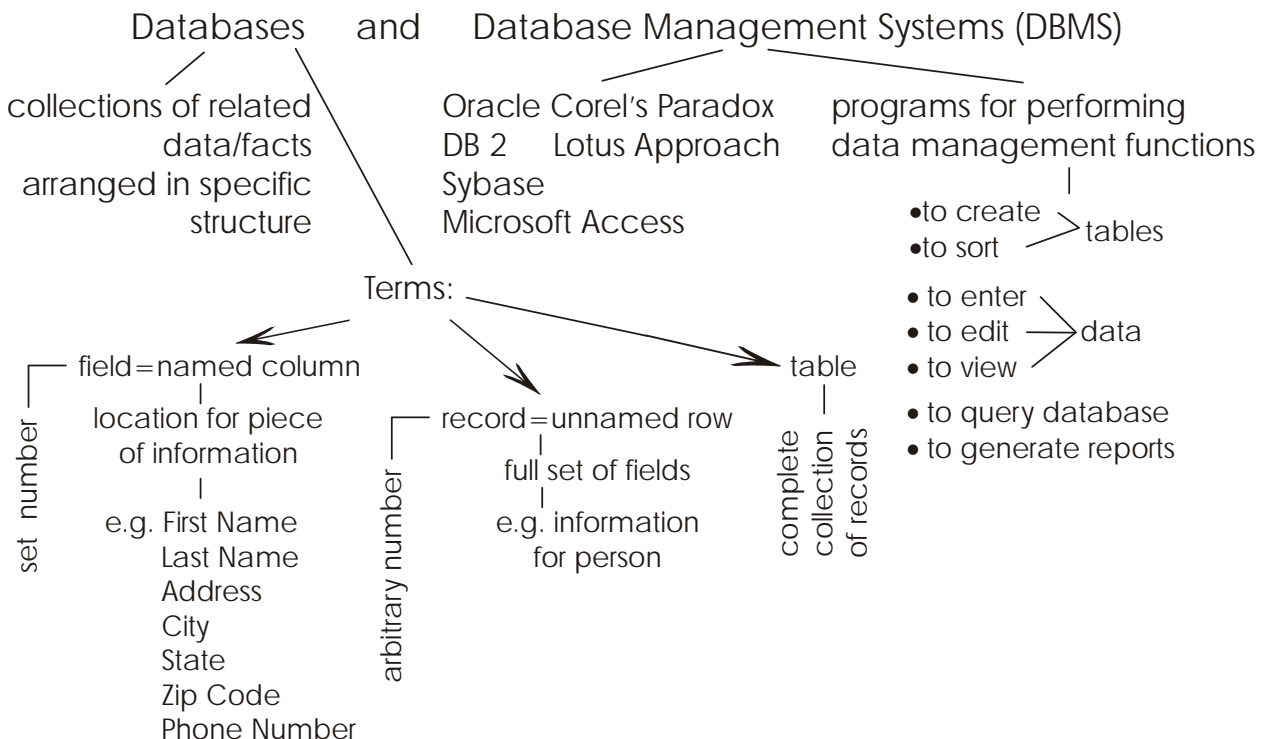 Databases and Database Management Systems (DBMS)
collections of related
data/facts
arranged in specific
structure
Oracle Corel's Paradox
DB 2 Lotus Approach
Sybase
Microsoft Access
programs for performing
data management functions
•to create
•to sort
tables
• to enter
• to edit
• to view
data
• to query database
• to generate reports
Terms:
set number
field=named column
location for piece
of information
e.g. First Name
Last Name
Address
City
State
Zip Code
Phone Number
arbitrary number
record=unnamed row
full set of fields
e.g. information
for person
table
complete
collection
of records